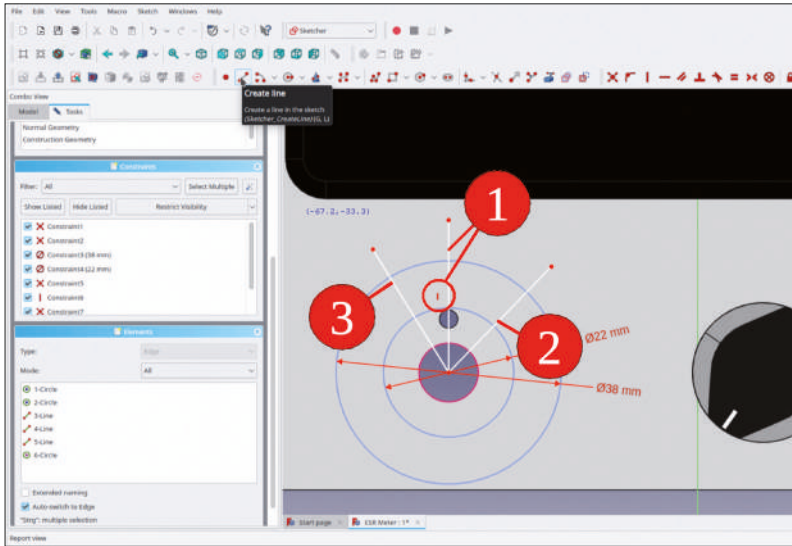 File Edit View Tools Macro Sketch Windows Help
Sketcher
Create line
Create a line in the sketch
(Sketcher_CreateLine)(G, L)
Combo View
Model Tasks
Normal Geometry
Construction Geometry
Constraints
Filter: All Select Multiple
Show Listed Hide Listed Restrict Visibility
Constraint1
Constraint2
Constraint3 (38 mm)
Constraint4 (22 mm)
Constraint5
Constraint6
Constraint7
Elements
Type: Edge
Mode: All
1-Circle
2-Circle
3-Line
4-Line
5-Line
6-Circle
Extended naming
Auto-switch to Edge
"Strg": multiple selection
Report view
(-67.2,-33.3)
1
3
2
Ø22 mm
Ø38 mm
Start page ESR Meter : 1*